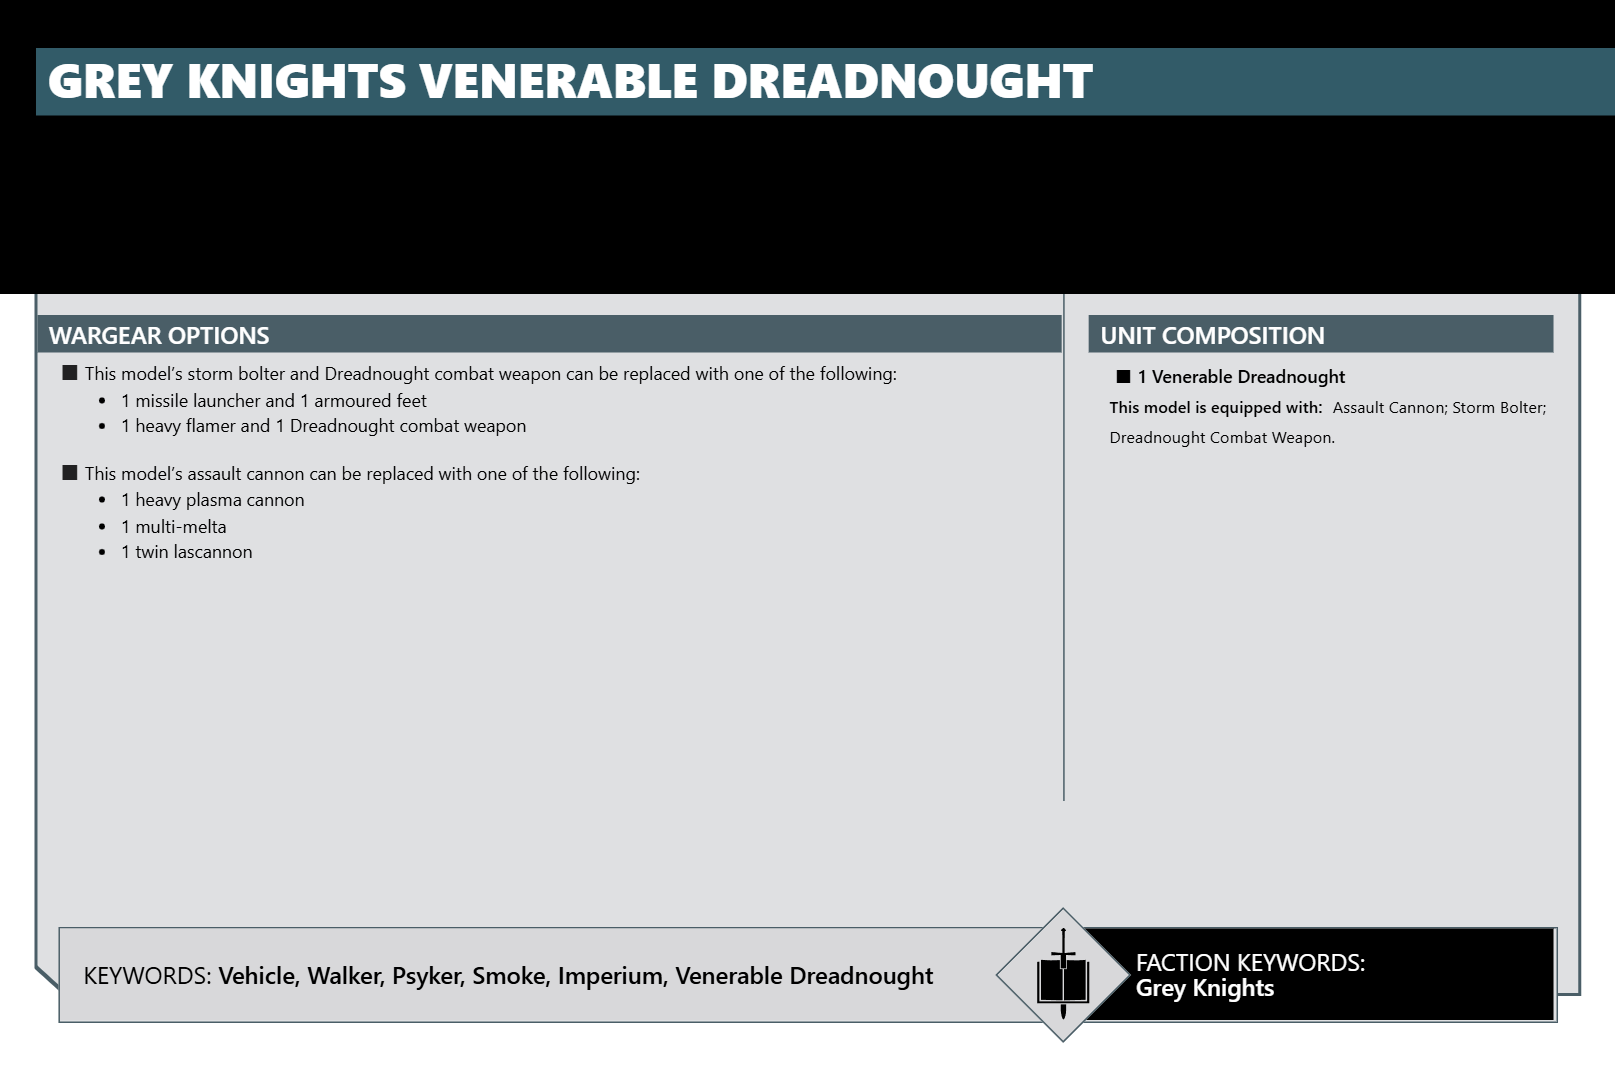 GREY KNIGHTS VENERABLE DREADNOUGHT
WARGEAR OPTIONS
■ This model's storm bolter and Dreadnought combat weapon can be replaced with one of the following:
• 1 missile launcher and 1 armoured feet
• 1 heavy flamer and 1 Dreadnought combat weapon
■ This model's assault cannon can be replaced with one of the following:
• 1 heavy plasma cannon
• 1 multi-melta
• 1 twin lascannon
UNIT COMPOSITION
■ 1 Venerable Dreadnought
This model is equipped with: Assault Cannon; Storm Bolter;
Dreadnought Combat Weapon.
KEYWORDS: Vehicle, Walker, Psyker, Smoke, Imperium, Venerable Dreadnought
FACTION KEYWORDS:
Grey Knights